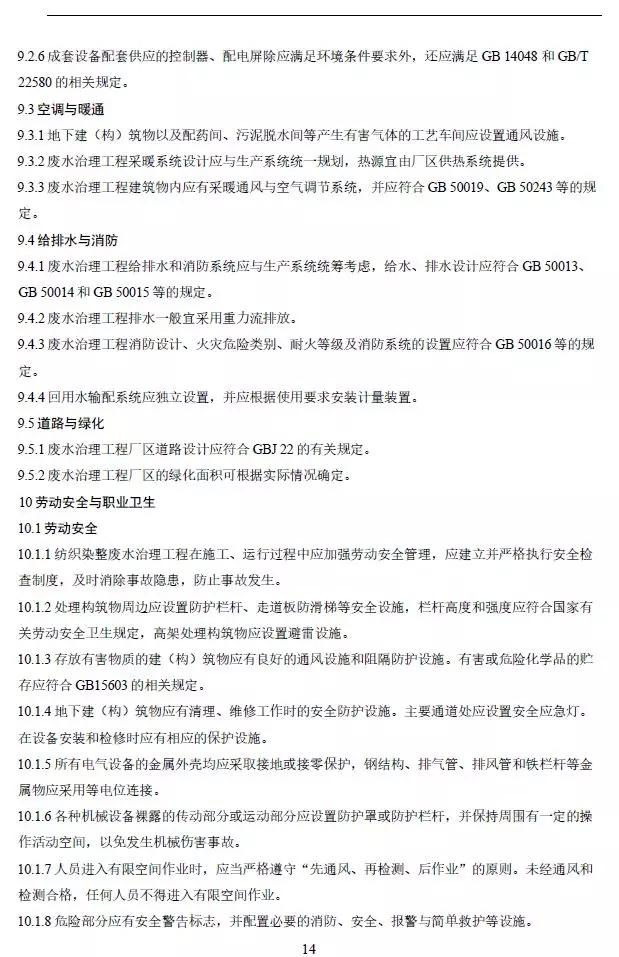 9.2.6 成套设备配套供应的控制器、配电屏除应满足环境条件要求外，还应满足 GB 14048 和 GB/T
22580 的相关规定。
9.3 空调与暖通
9.3.1 地下建（构）筑物以及配药间、污泥脱水间等产生有害气体的工艺车间应设置通风设施。
9.3.2 废水治理工程采暖系统设计应与生产系统统一规划，热源宜由厂区供热系统提供。
9.3.3 废水治理工程建筑物内应有采暖通风与空气调节系统，并应符合 GB 50019、GB 50243 等的规
定。
9.4 给排水与消防
9.4.1 废水治理工程给排水和消防系统应与生产系统统筹考虑，给水、排水设计应符合 GB 50013、
GB 50014 和 GB 50015 等的规定。
9.4.2 废水治理工程排水一般宜采用重力流排放。
9.4.3 废水治理工程消防设计、火灾危险类别、耐火等级及消防系统的设置应符合 GB 50016 等的规
定。
9.4.4 回用水输配系统应独立设置，并应根据使用要求安装计量装置。
9.5 道路与绿化
9.5.1 废水治理工程厂区道路设计应符合 GBJ 22 的有关规定。
9.5.2 废水治理工程厂区的绿化面积可根据实际情况确定。
10 劳动安全与职业卫生
10.1 劳动安全
10.1.1 纺织染整废水治理工程在施工、运行过程中应加强劳动安全管理，应建立并严格执行安全检
查制度，及时消除事故隐患，防止事故发生。
10.1.2 处理构筑物周边应设置防护栏杆、走道板防滑梯等安全设施，栏杆高度和强度应符合国家有
关劳动安全卫生规定，高架处理构筑物应设置避雷设施。
10.1.3 存放有害物质的建（构）筑物应有良好的通风设施和阻隔防护设施。有害或危险化学品的贮
存应符合 GB15603 的相关规定。
10.1.4 地下建（构）筑物应有清理、维修工作时的安全防护设施。主要通道处应设置安全应急灯。
在设备安装和检修时应有相应的保护设施。
10.1.5 所有电气设备的金属外壳均应采取接地或接零保护，钢结构、排气管、排风管和铁栏杆等金
属物应采用等电位连接。
10.1.6 各种机械设备裸露的传动部分或运动部分应设置防护罩或防护栏杆，并保持周围有一定的操
作活动空间，以免发生机械伤害事故。
10.1.7 人员进入有限空间作业时，应当严格遵守“先通风、再检测、后作业”的原则。未经通风和
检测合格，任何人员不得进入有限空间作业。
10.1.8 危险部分应有安全警告标志，并配置必要的消防、安全、报警与简单救护等设施。
14